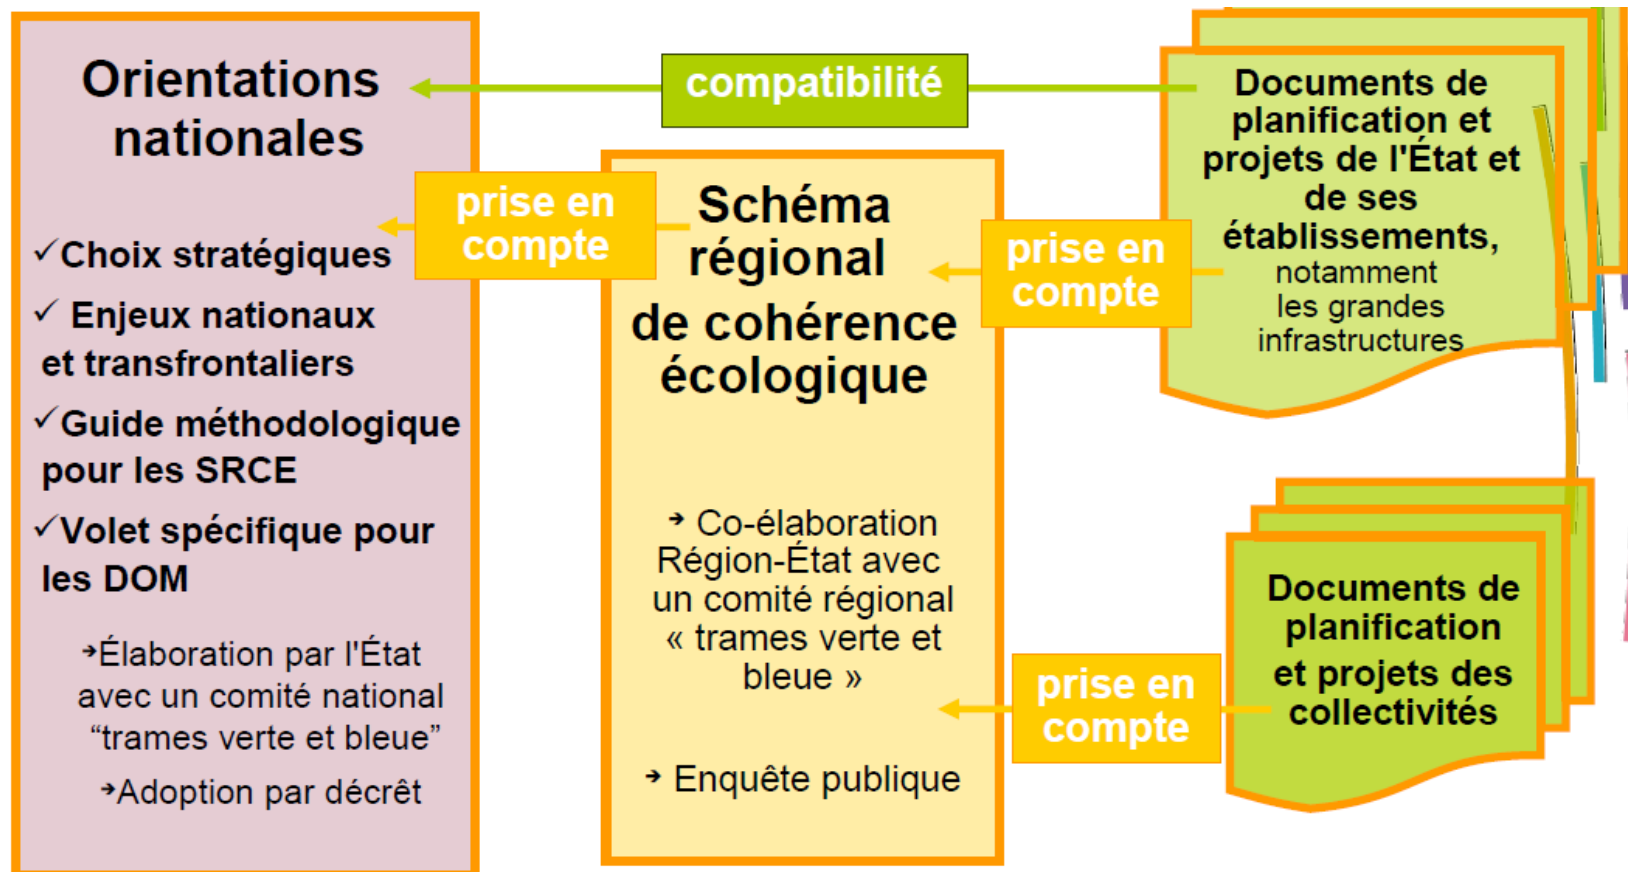 Orientations
nationales
✓Choix stratégiques
✓ Enjeux nationaux
et transfrontaliers
✓Guide méthodologique
pour les SRCE
✓Volet spécifique pour
les DOM
➔Élaboration par l'État
avec un comité national
“trames verte et bleue”
➔Adoption par décrêt
compatibilité
prise en
compte
Schéma
régional
de cohérence
écologique
➔ Co-élaboration
Région-État avec
un comité régional
« trames verte et
bleue »
➔ Enquête publique
prise en
compte
Documents de
planification et
projets de l'État et
de ses
établissements,
notamment
les grandes
infrastructures
prise en
compte
Documents de
planification
et projets des
collectivités